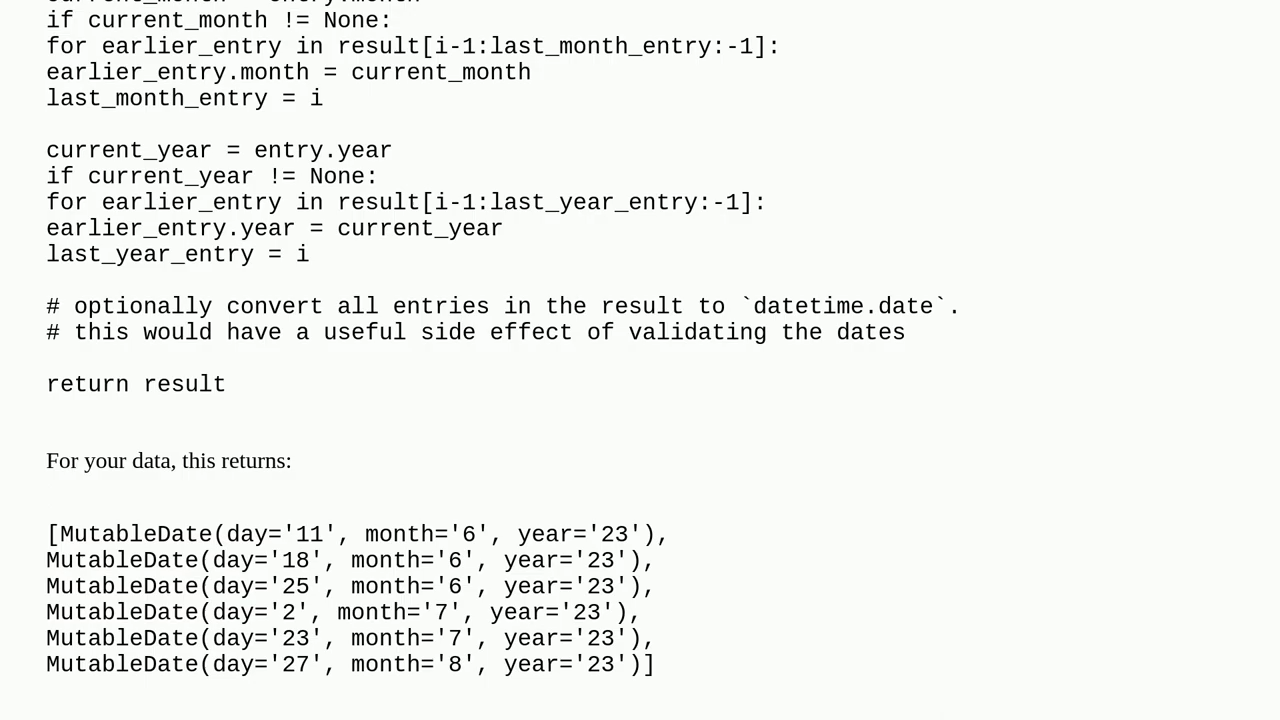 current_month = entry.month
if current_month != None:
for earlier_entry in result[i-1:last_month_entry:-1]:
earlier_entry.month = current_month
last_month_entry = i
current_year = entry.year
if current_year != None:
for earlier_entry in result[i-1:last_year_entry:-1]:
earlier_entry.year = current_year
last_year_entry = i
# optionally convert all entries in the result to `datetime.date`.
# this would have a useful side effect of validating the dates
return result
For your data, this returns:
[MutableDate(day='11', month='6', year='23'),
MutableDate(day='18', month='6', year='23'),
MutableDate(day='25', month='6', year='23'),
MutableDate(day='2', month='7', year='23'),
MutableDate(day='23', month='7', year='23'),
MutableDate(day='27', month='8', year='23')]